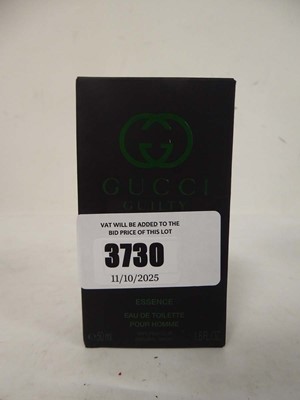 GUCCI
GUILTY
VAT WILL BE ADDED TO THE
BID PRICE OF THIS LOT
3730
11/10/2025
ESSENCE
EAU DE TOILETTE
POUR HOMME